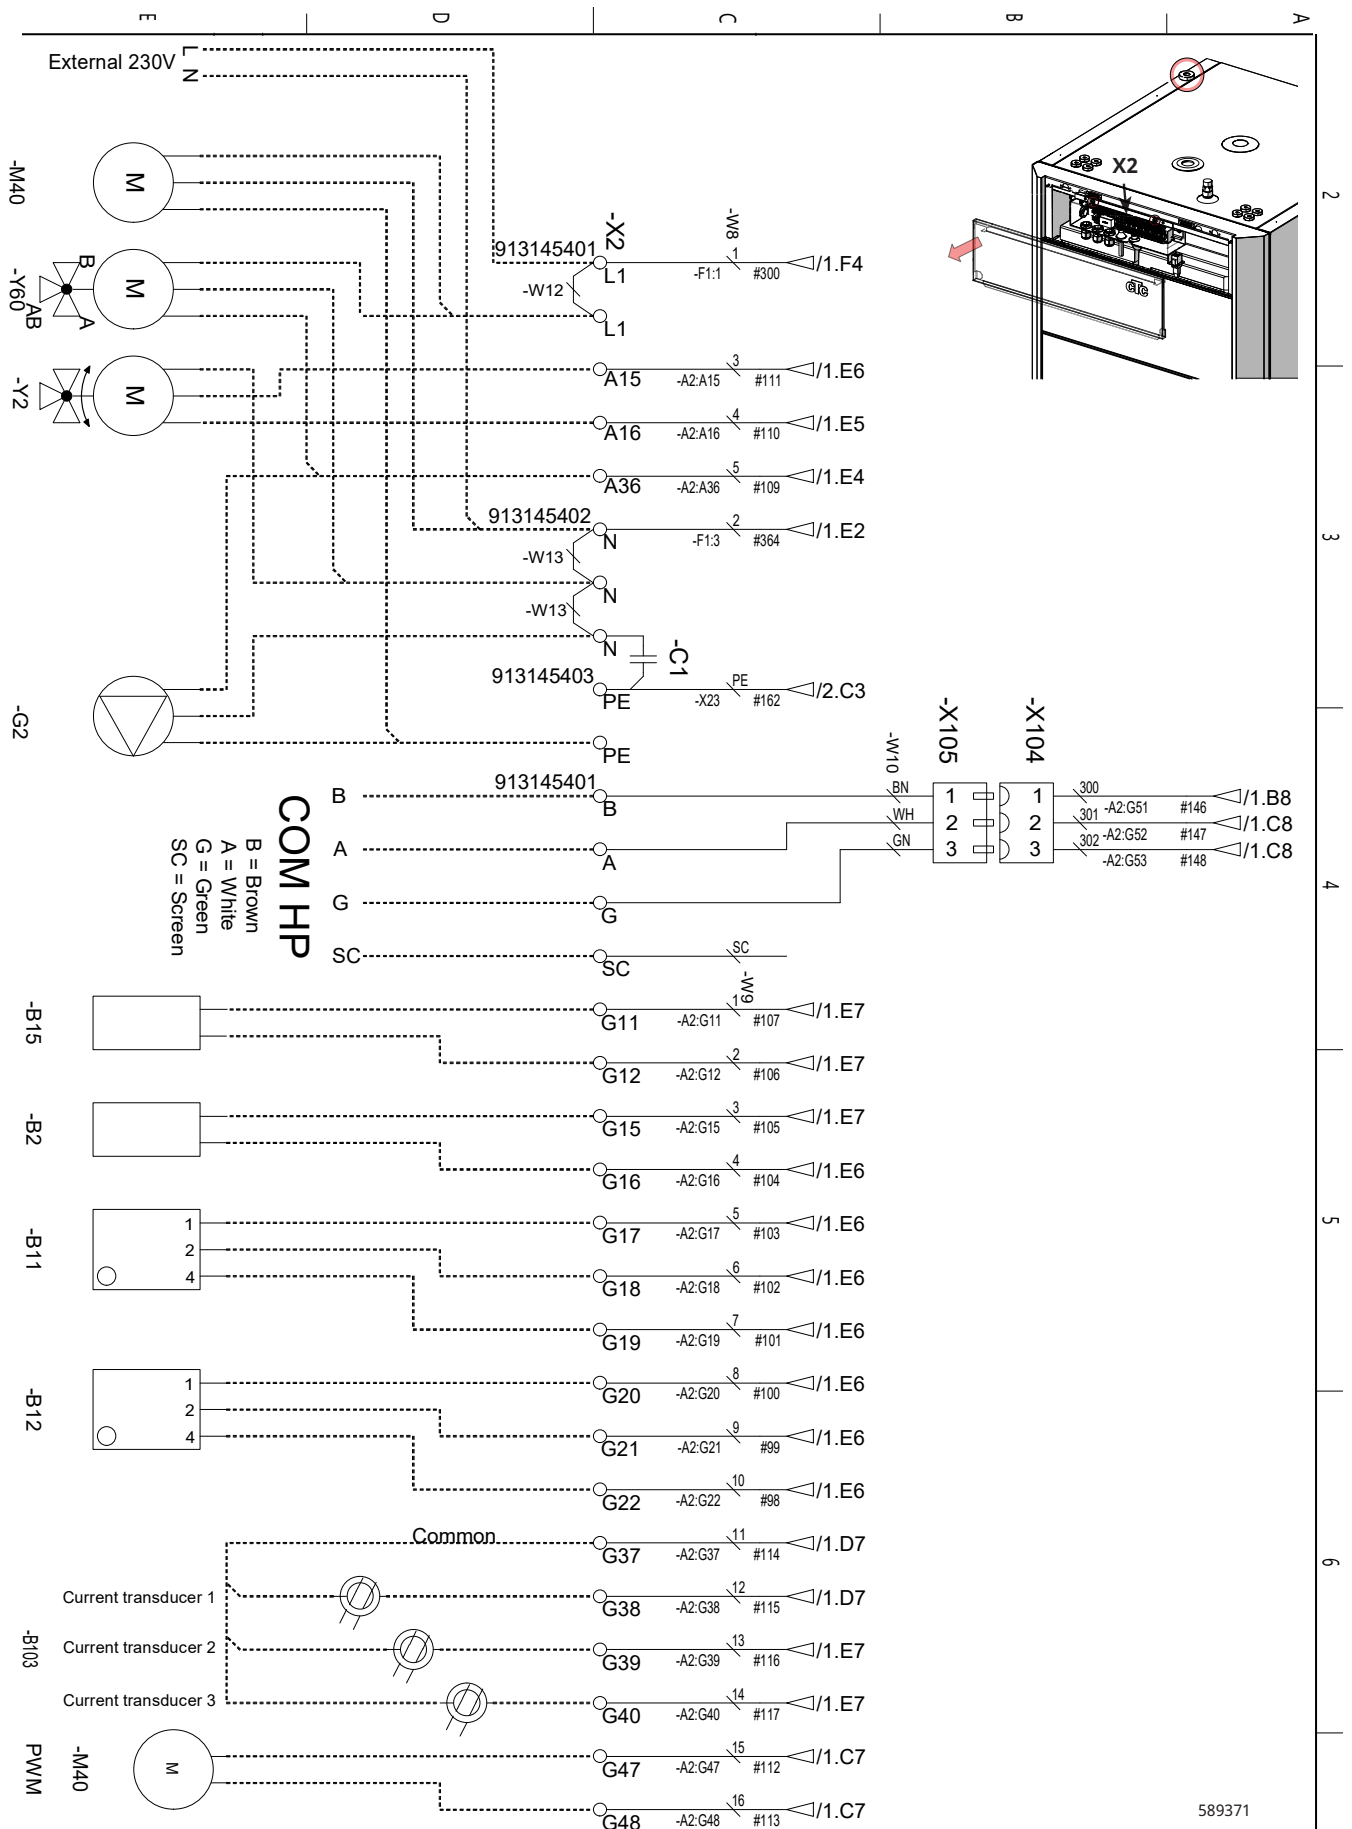 E D C B A
External 230V L
N
2
X2
cTc
-M40
M
-X2
-W8
913145401
L1
-F1:1
1
#300
/1.F4
-W12
L1
B
-Y60
AB
A
M
A15
-A2:A15
3
#111
/1.E6
-Y2
M
A16
-A2:A16
4
#110
/1.E5
A36
-A2:A36
5
#109
/1.E4
913145402
N
-F1:3
2
#364
/1.E2
3
-W13
N
-W13
N
-C1
913145403
PE
-X23
PE
#162
/2.C3
-G2
PE
-W10
-X105
-X104
B
913145401
B
BN
1
1
300
-A2:G51
#146
/1.B8
WH
2
2
301
-A2:G52
#147
/1.C8
A
A
GN
3
3
302
-A2:G53
#148
/1.C8
4
G
G
SC
SC
SC
COM HP
B = Brown
A = White
G = Green
SC = Screen
-W9
-B15
G11
-A2:G11
1
#107
/1.E7
G12
-A2:G12
2
#106
/1.E7
-B2
G15
-A2:G15
3
#105
/1.E7
G16
-A2:G16
4
#104
/1.E6
5
-B11
1
2
4
G17
-A2:G17
5
#103
/1.E6
G18
-A2:G18
6
#102
/1.E6
G19
-A2:G19
7
#101
/1.E6
-B12
1
2
4
G20
-A2:G20
8
#100
/1.E6
G21
-A2:G21
9
#99
/1.E6
G22
-A2:G22
10
#98
/1.E6
6
Common
G37
-A2:G37
11
#114
/1.D7
-B103
Current transducer 1
G38
-A2:G38
12
#115
/1.D7
Current transducer 2
G39
-A2:G39
13
#116
/1.E7
Current transducer 3
G40
-A2:G40
14
#117
/1.E7
PWM
-M40
M
G47
-A2:G47
15
#112
/1.C7
G48
-A2:G48
16
#113
/1.C7
589371